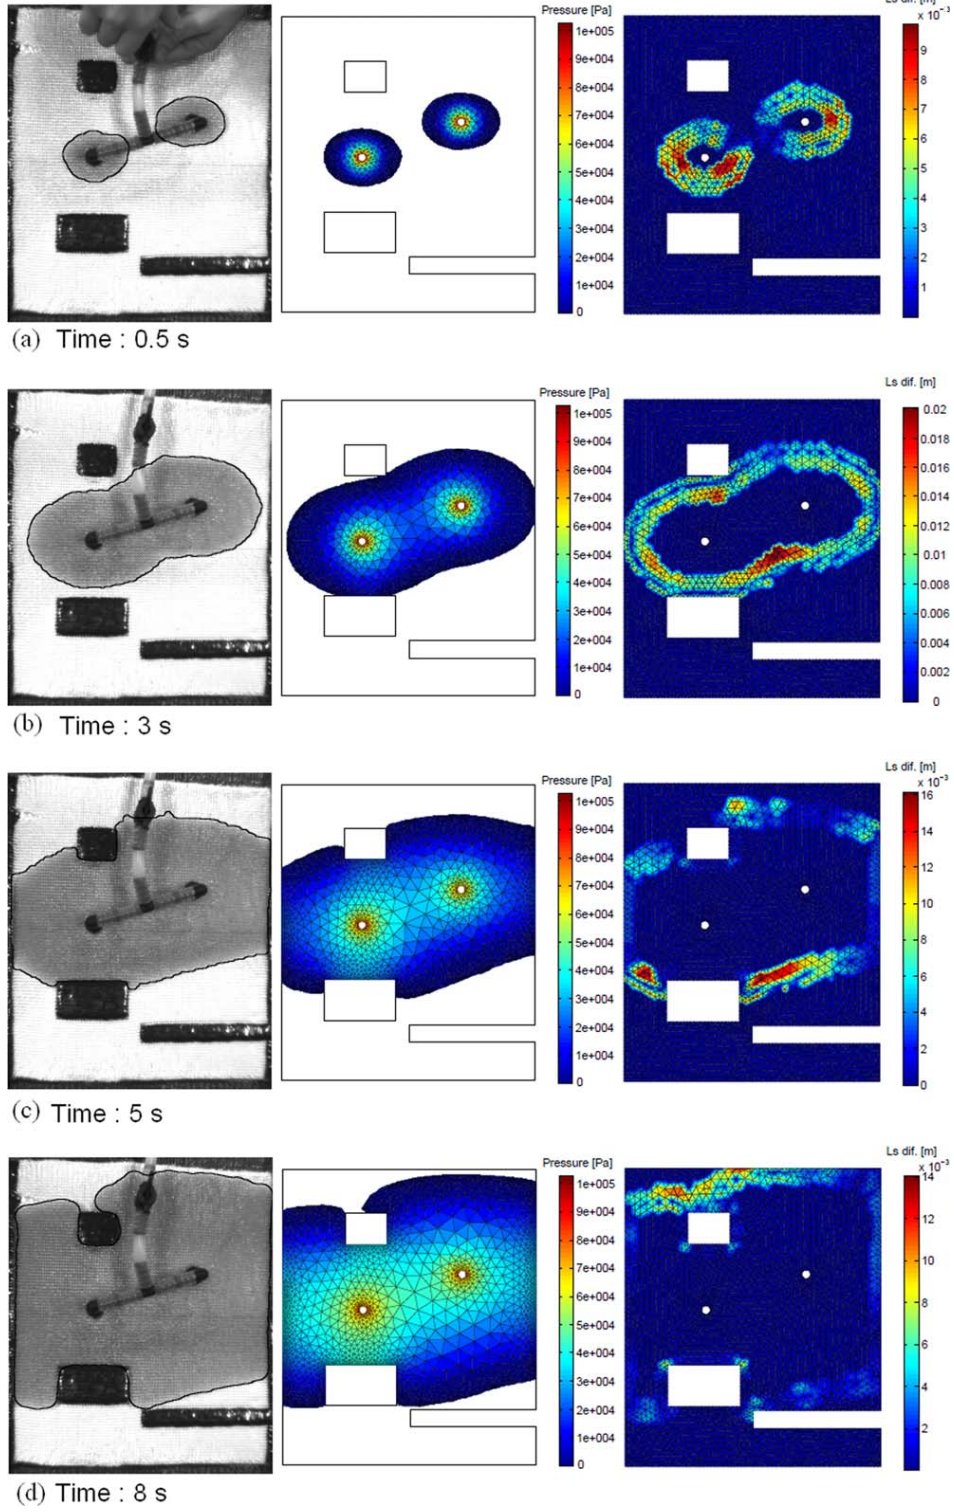 Pressure [Pa]
1e+005
9e+004
8e+004
7e+004
6e+004
5e+004
4e+004
3e+004
2e+004
1e+004
0
Ls dif. [m]
x 10⁻³
9
8
7
6
5
4
3
2
1
(a) Time : 0.5 s
Pressure [Pa]
1e+005
9e+004
8e+004
7e+004
6e+004
5e+004
4e+004
3e+004
2e+004
1e+004
0
Ls dif. [m]
0.02
0.018
0.016
0.014
0.012
0.01
0.008
0.006
0.004
0.002
0
(b) Time : 3 s
Pressure [Pa]
1e+005
9e+004
8e+004
7e+004
6e+004
5e+004
4e+004
3e+004
2e+004
1e+004
0
Ls dif. [m]
x 10⁻³
16
14
12
10
8
6
4
2
0
(c) Time : 5 s
Pressure [Pa]
1e+005
9e+004
8e+004
7e+004
6e+004
5e+004
4e+004
3e+004
2e+004
1e+004
0
Ls dif. [m]
x 10⁻³
14
12
10
8
6
4
2
(d) Time : 8 s